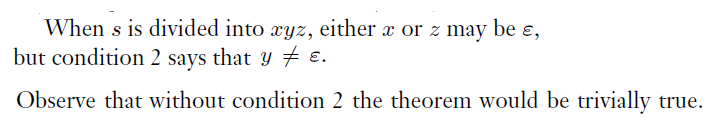 When s is divided into xyz, either x or z may be ε,
but condition 2 says that y ≠ ε.
Observe that without condition 2 the theorem would be trivially true.